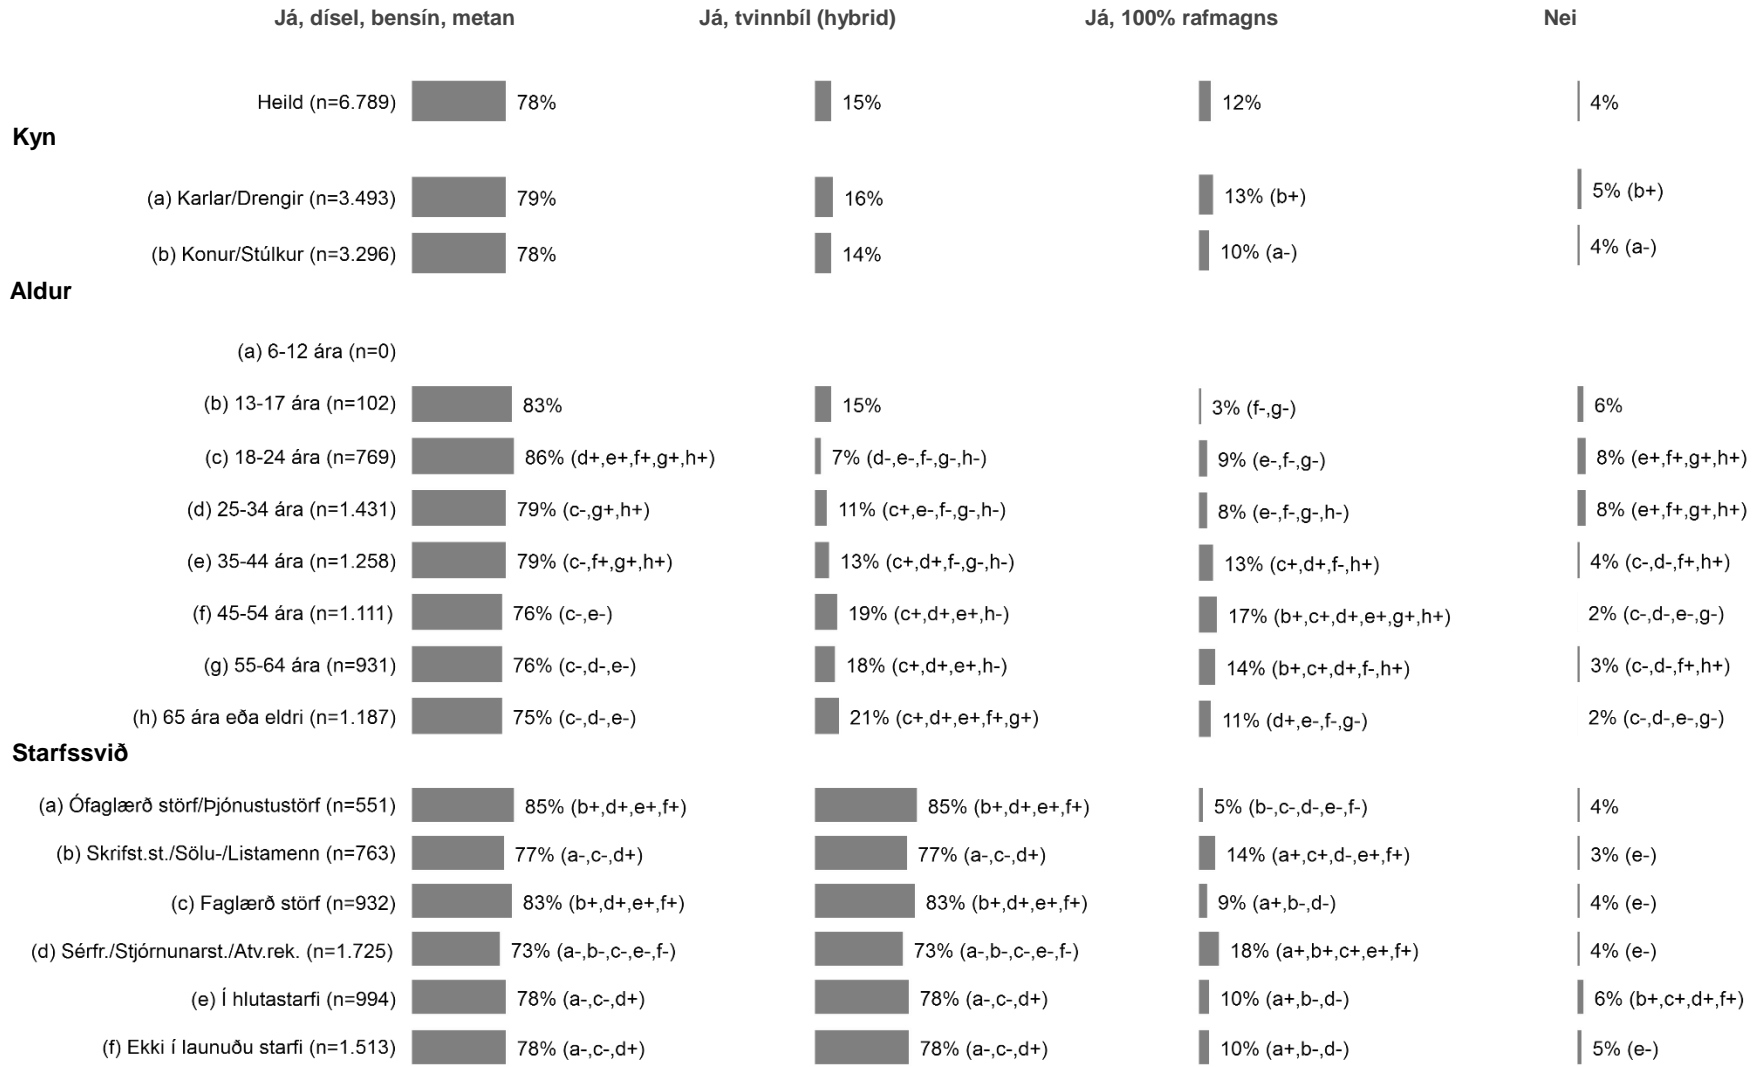 Já, dísel, bensín, metan Já, tvinnbíl (hybrid) Já, 100% rafmagns Nei
Heild (n=6.789) 78% 15% 12% 4%
Kyn
(a) Karlar/Drengir (n=3.493) 79% 16% 13% (b+) 5% (b+)
(b) Konur/Stúlkur (n=3.296) 78% 14% 10% (a-) 4% (a-)
Aldur
(a) 6-12 ára (n=0)
(b) 13-17 ára (n=102) 83% 15% 3% (f-,g-) 6%
(c) 18-24 ára (n=769) 86% (d+,e+,f+,g+,h+) 7% (d-,e-,f-,g-,h-) 9% (e-,f-,g-) 8% (e+,f+,g+,h+)
(d) 25-34 ára (n=1.431) 79% (c-,g+,h+) 11% (c+,e-,f-,g-,h-) 8% (e-,f-,g-,h-) 8% (e+,f+,g+,h+)
(e) 35-44 ára (n=1.258) 79% (c-,f+,g+,h+) 13% (c+,d+,f-,g-,h-) 13% (c+,d+,f-,h+) 4% (c-,d-,f+,h+)
(f) 45-54 ára (n=1.111) 76% (c-,e-) 19% (c+,d+,e+,h-) 17% (b+,c+,d+,e+,g+,h+) 2% (c-,d-,e-,g-)
(g) 55-64 ára (n=931) 76% (c-,d-,e-) 18% (c+,d+,e+,h-) 14% (b+,c+,d+,f-,h+) 3% (c-,d-,f+,h+)
(h) 65 ára eða eldri (n=1.187) 75% (c-,d-,e-) 21% (c+,d+,e+,f+,g+) 11% (d+,e-,f-,g-) 2% (c-,d-,e-,g-)
Starfssvið
(a) Ófaglærð störf/Þjónustustörf (n=551) 85% (b+,d+,e+,f+) 85% (b+,d+,e+,f+) 5% (b-,c-,d-,e-,f-) 4%
(b) Skrifst.st./Sölu-/Listamenn (n=763) 77% (a-,c-,d+) 77% (a-,c-,d+) 14% (a+,c+,d-,e+,f+) 3% (e-)
(c) Faglærð störf (n=932) 83% (b+,d+,e+,f+) 83% (b+,d+,e+,f+) 9% (a+,b-,d-) 4% (e-)
(d) Sérfr./Stjórnunarst./Atv.rek. (n=1.725) 73% (a-,b-,c-,e-,f-) 73% (a-,b-,c-,e-,f-) 18% (a+,b+,c+,e+,f+) 4% (e-)
(e) Í hlutastarfi (n=994) 78% (a-,c-,d+) 78% (a-,c-,d+) 10% (a+,b-,d-) 6% (b+,c+,d+,f+)
(f) Ekki í launuðu starfi (n=1.513) 78% (a-,c-,d+) 78% (a-,c-,d+) 10% (a+,b-,d-) 5% (e-)